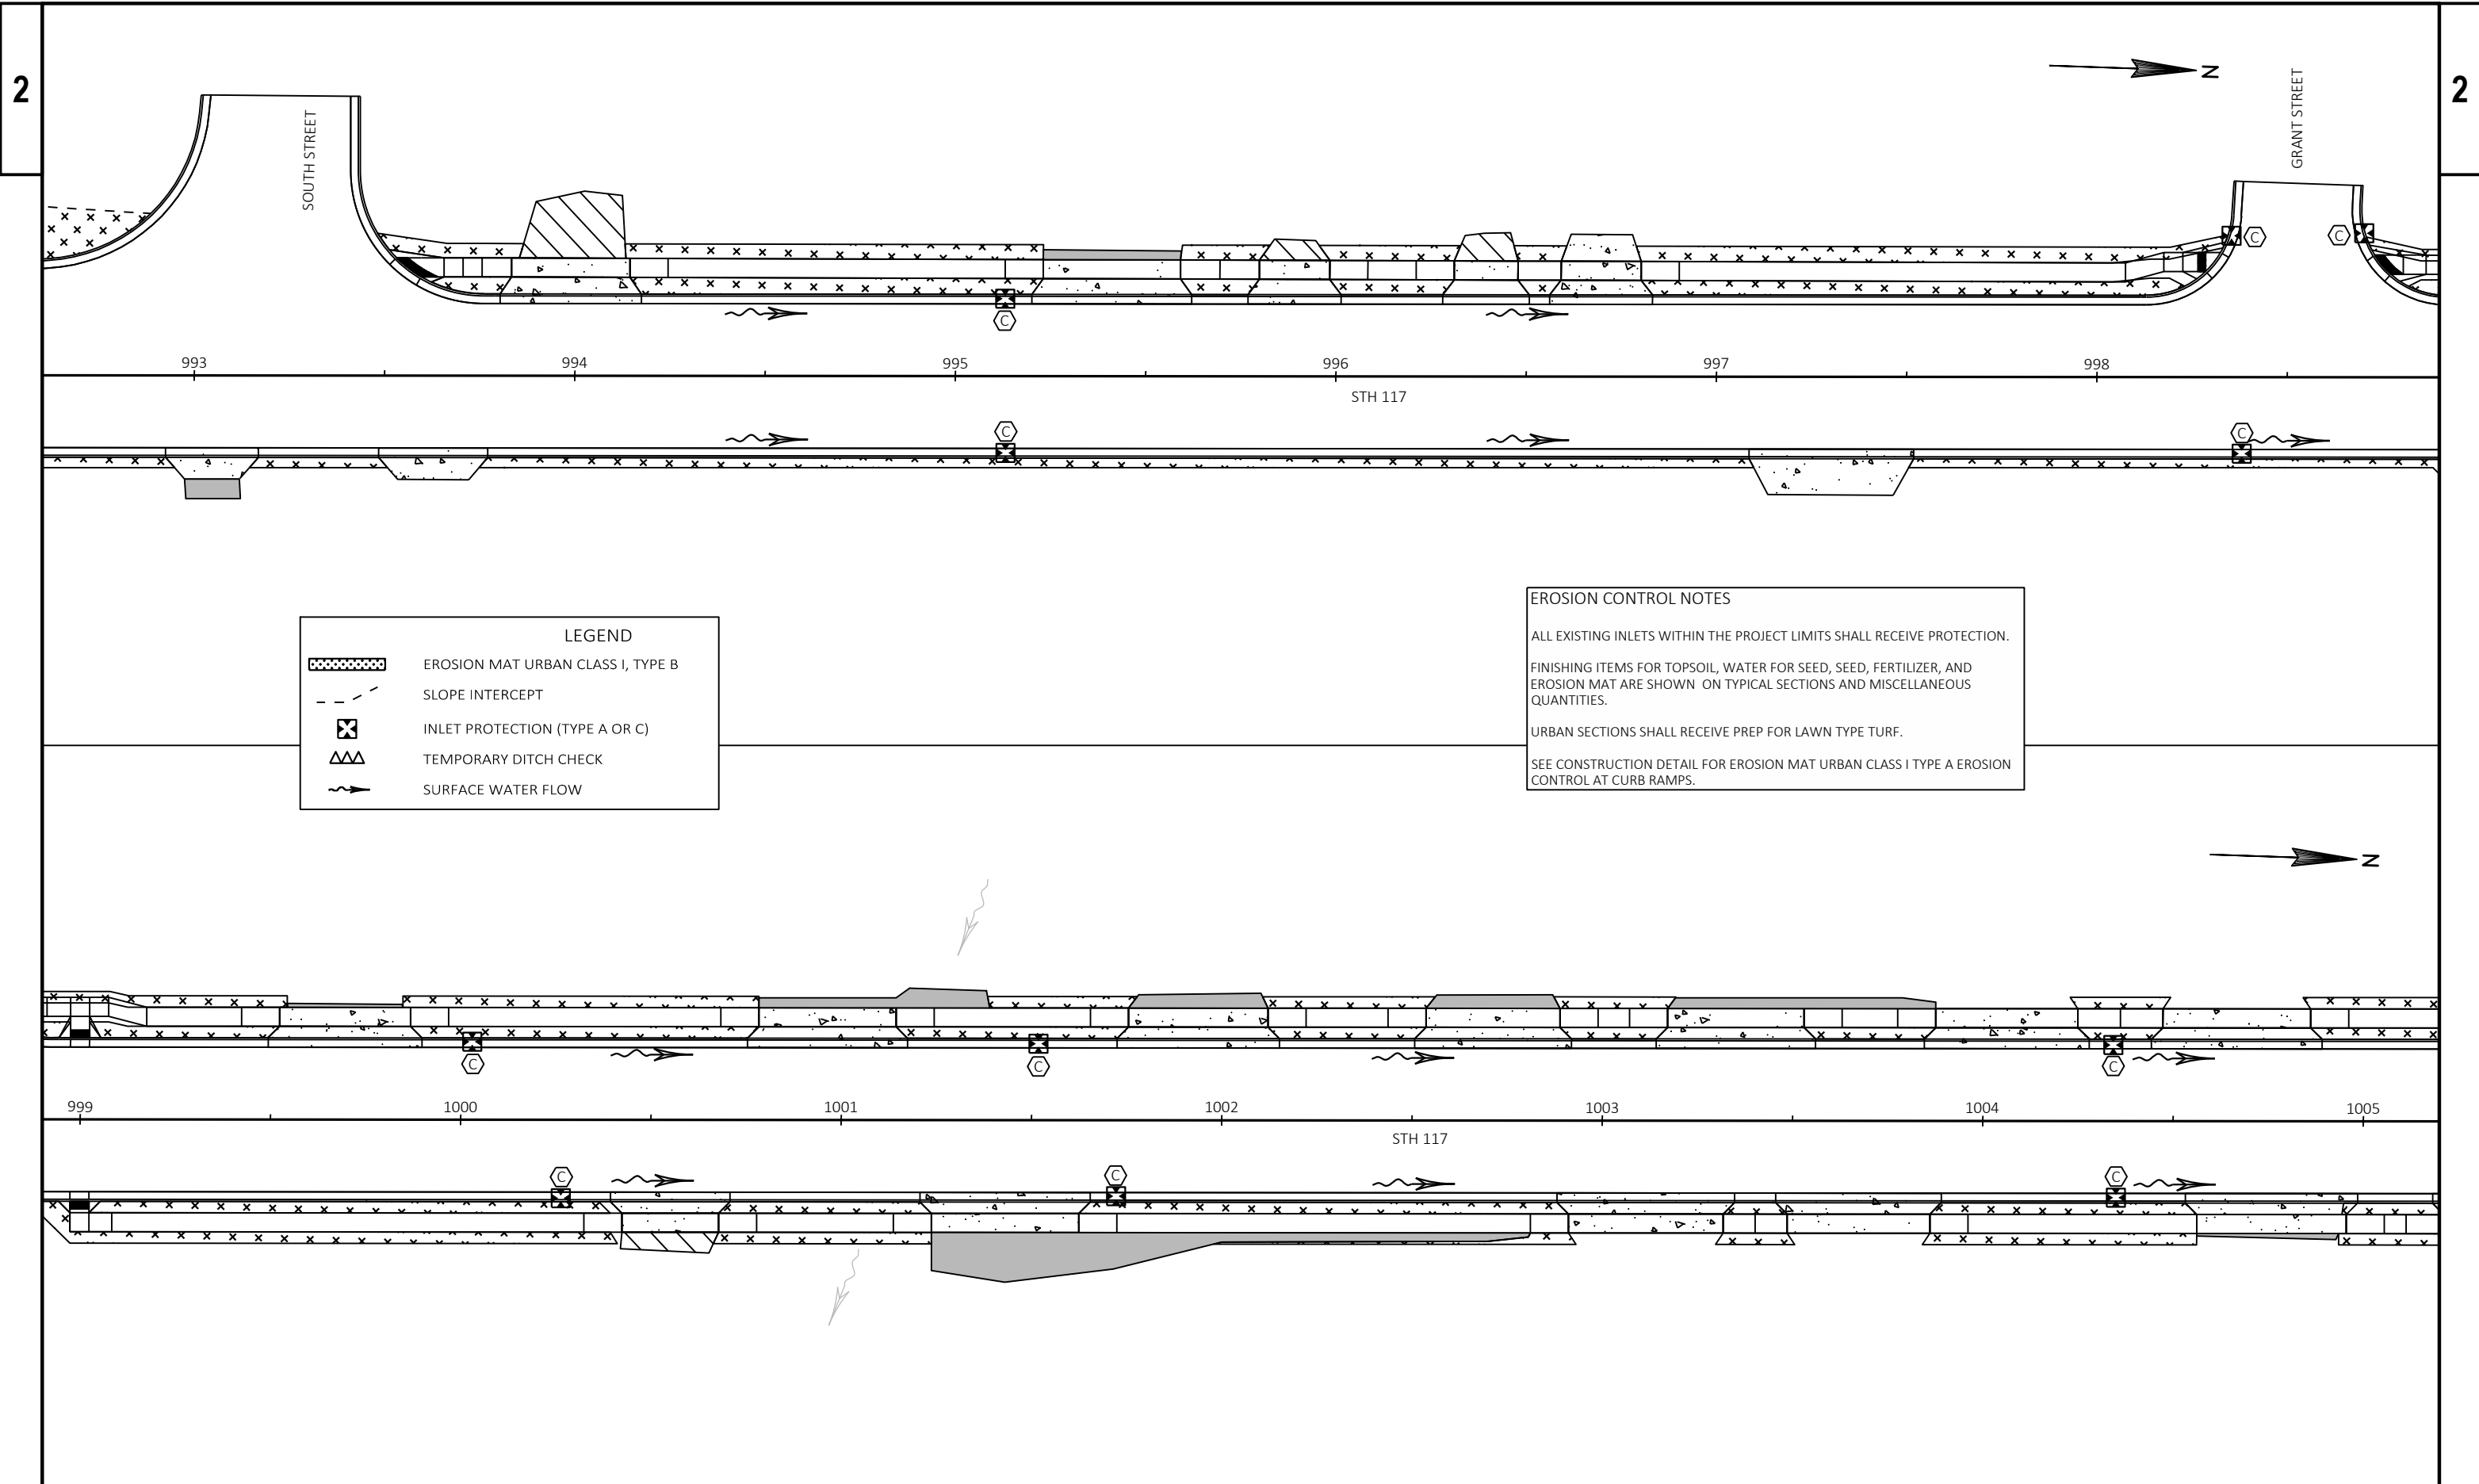 2
2
N
SOUTH STREET
GRANT STREET
C
C
C
993
994
995
996
997
998
STH 117
C
C
LEGEND
EROSION MAT URBAN CLASS I, TYPE B
SLOPE INTERCEPT
INLET PROTECTION (TYPE A OR C)
TEMPORARY DITCH CHECK
SURFACE WATER FLOW
EROSION CONTROL NOTES
ALL EXISTING INLETS WITHIN THE PROJECT LIMITS SHALL RECEIVE PROTECTION.
FINISHING ITEMS FOR TOPSOIL, WATER FOR SEED, SEED, FERTILIZER, AND
EROSION MAT ARE SHOWN ON TYPICAL SECTIONS AND MISCELLANEOUS
QUANTITIES.
URBAN SECTIONS SHALL RECEIVE PREP FOR LAWN TYPE TURF.
SEE CONSTRUCTION DETAIL FOR EROSION MAT URBAN CLASS I TYPE A EROSION
CONTROL AT CURB RAMPS.
N
C
C
C
999
1000
1001
1002
1003
1004
1005
STH 117
C
C
C